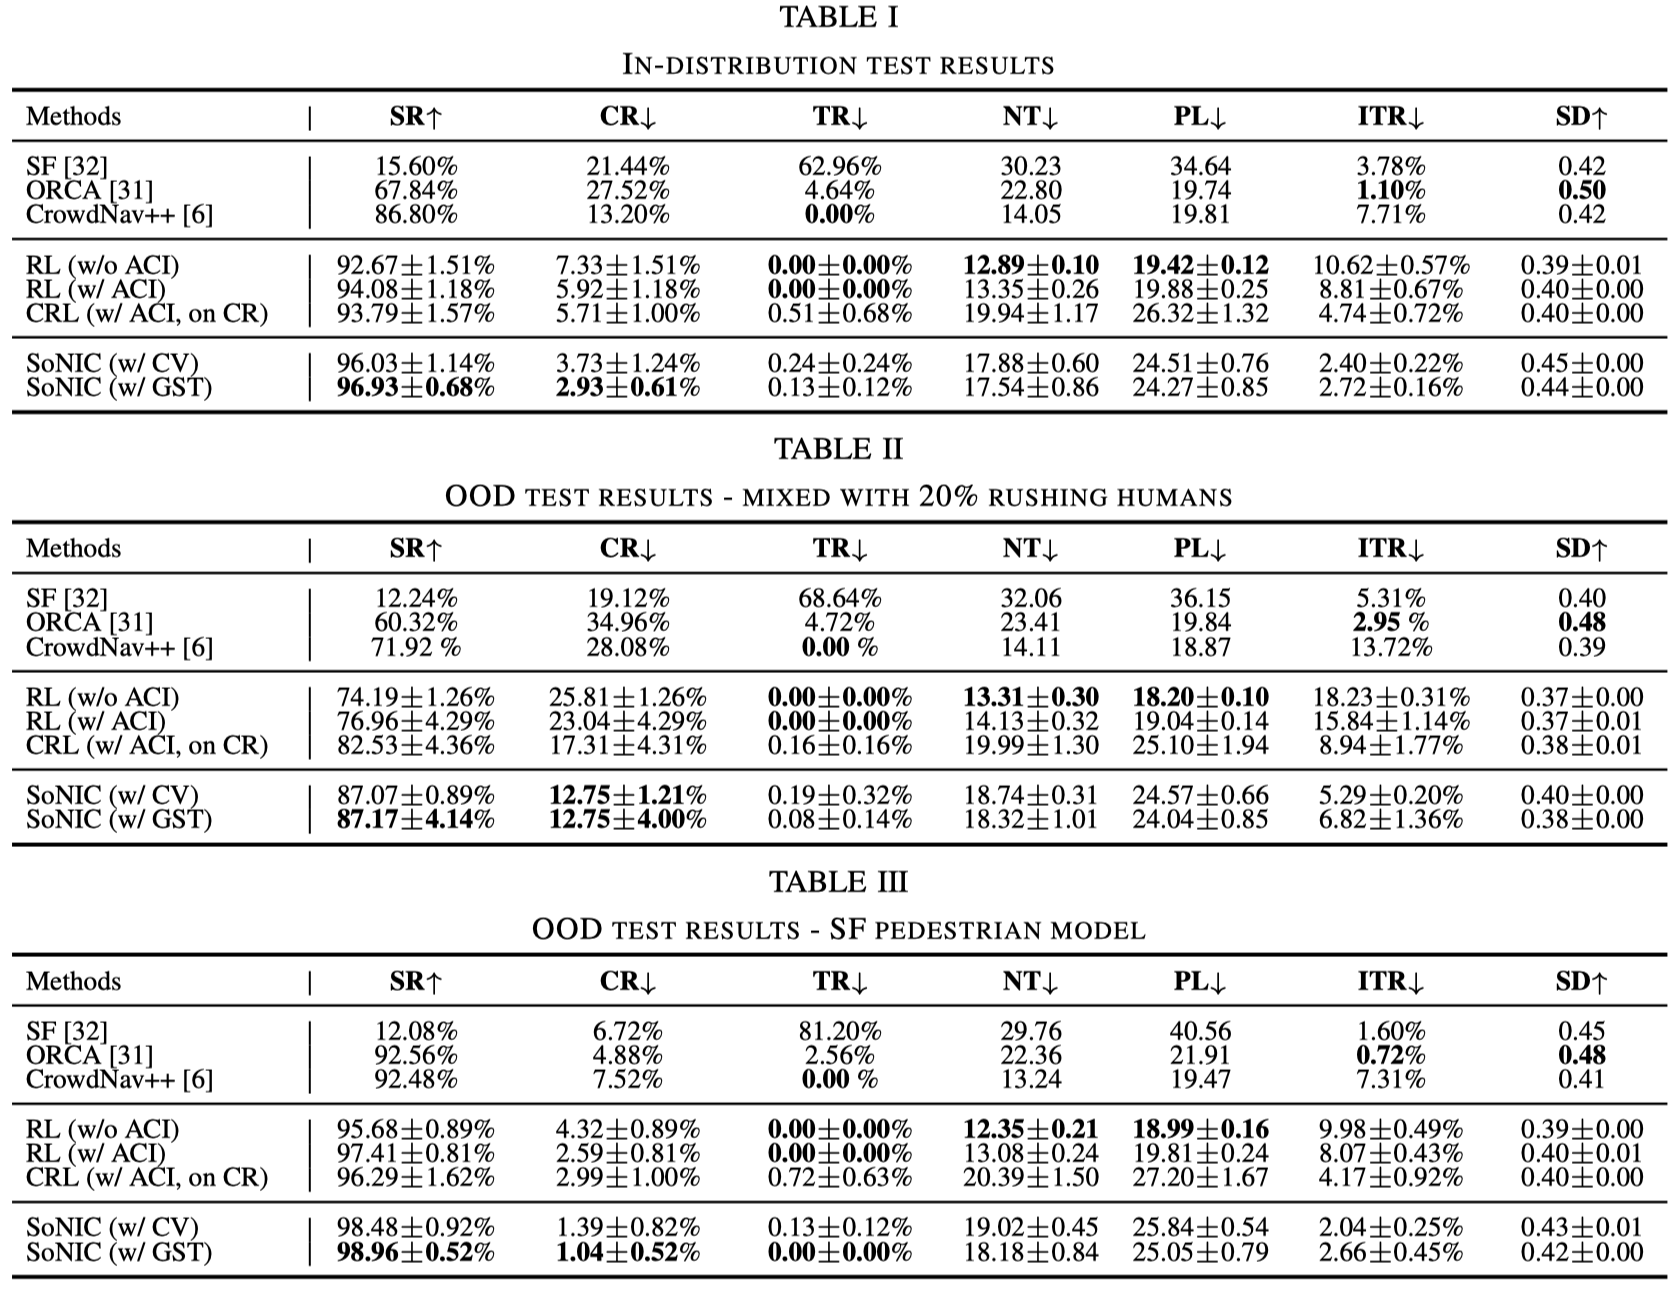 TABLE I
IN-DISTRIBUTION TEST RESULTS
Methods | SR↑ CR↓ TR↓ NT↓ PL↓ ITR↓ SD↑
SF [32] 15.60% 21.44% 62.96% 30.23 34.64 3.78% 0.42
ORCA [31] 67.84% 27.52% 4.64% 22.80 19.74 1.10% 0.50
CrowdNav++ [6] 86.80% 13.20% 0.00% 14.05 19.81 7.71% 0.42
RL (w/o ACI) 92.67±1.51% 7.33±1.51% 0.00±0.00% 12.89±0.10 19.42±0.12 10.62±0.57% 0.39±0.01
RL (w/ ACI) 94.08±1.18% 5.92±1.18% 0.00±0.00% 13.35±0.26 19.88±0.25 8.81±0.67% 0.40±0.00
CRL (w/ ACI, on CR) 93.79±1.57% 5.71±1.00% 0.51±0.68% 19.94±1.17 26.32±1.32 4.74±0.72% 0.40±0.00
SoNIC (w/ CV) 96.03±1.14% 3.73±1.24% 0.24±0.24% 17.88±0.60 24.51±0.76 2.40±0.22% 0.45±0.00
SoNIC (w/ GST) 96.93±0.68% 2.93±0.61% 0.13±0.12% 17.54±0.86 24.27±0.85 2.72±0.16% 0.44±0.00
TABLE II
OOD TEST RESULTS - MIXED WITH 20% RUSHING HUMANS
Methods | SR↑ CR↓ TR↓ NT↓ PL↓ ITR↓ SD↑
SF [32] 12.24% 19.12% 68.64% 32.06 36.15 5.31% 0.40
ORCA [31] 60.32% 34.96% 4.72% 23.41 19.84 2.95 % 0.48
CrowdNav++ [6] 71.92 % 28.08% 0.00 % 14.11 18.87 13.72% 0.39
RL (w/o ACI) 74.19±1.26% 25.81±1.26% 0.00±0.00% 13.31±0.30 18.20±0.10 18.23±0.31% 0.37±0.00
RL (w/ ACI) 76.96±4.29% 23.04±4.29% 0.00±0.00% 14.13±0.32 19.04±0.14 15.84±1.14% 0.37±0.01
CRL (w/ ACI, on CR) 82.53±4.36% 17.31±4.31% 0.16±0.16% 19.99±1.30 25.10±1.94 8.94±1.77% 0.38±0.01
SoNIC (w/ CV) 87.07±0.89% 12.75±1.21% 0.19±0.32% 18.74±0.31 24.57±0.66 5.29±0.20% 0.40±0.00
SoNIC (w/ GST) 87.17±4.14% 12.75±4.00% 0.08±0.14% 18.32±1.01 24.04±0.85 6.82±1.36% 0.38±0.00
TABLE III
OOD TEST RESULTS - SF PEDESTRIAN MODEL
Methods | SR↑ CR↓ TR↓ NT↓ PL↓ ITR↓ SD↑
SF [32] 12.08% 6.72% 81.20% 29.76 40.56 1.60% 0.45
ORCA [31] 92.56% 4.88% 2.56% 22.36 21.91 0.72% 0.48
CrowdNav++ [6] 92.48% 7.52% 0.00 % 13.24 19.47 7.31% 0.41
RL (w/o ACI) 95.68±0.89% 4.32±0.89% 0.00±0.00% 12.35±0.21 18.99±0.16 9.98±0.49% 0.39±0.00
RL (w/ ACI) 97.41±0.81% 2.59±0.81% 0.00±0.00% 13.08±0.24 19.81±0.24 8.07±0.43% 0.40±0.01
CRL (w/ ACI, on CR) 96.29±1.62% 2.99±1.00% 0.72±0.63% 20.39±1.50 27.20±1.67 4.17±0.92% 0.40±0.00
SoNIC (w/ CV) 98.48±0.92% 1.39±0.82% 0.13±0.12% 19.02±0.45 25.84±0.54 2.04±0.25% 0.43±0.01
SoNIC (w/ GST) 98.96±0.52% 1.04±0.52% 0.00±0.00% 18.18±0.84 25.05±0.79 2.66±0.45% 0.42±0.00